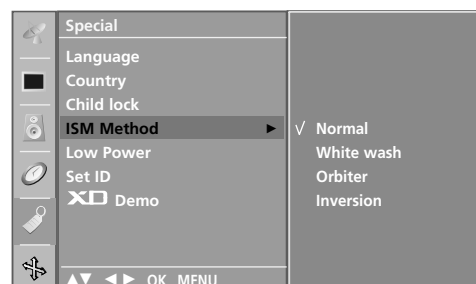 Special
Language
Country
Child lock
ISM Method ► √ Normal
Low Power White wash
Set ID Orbiter
XD Demo Inversion
▲▼ ◄► OK MENU